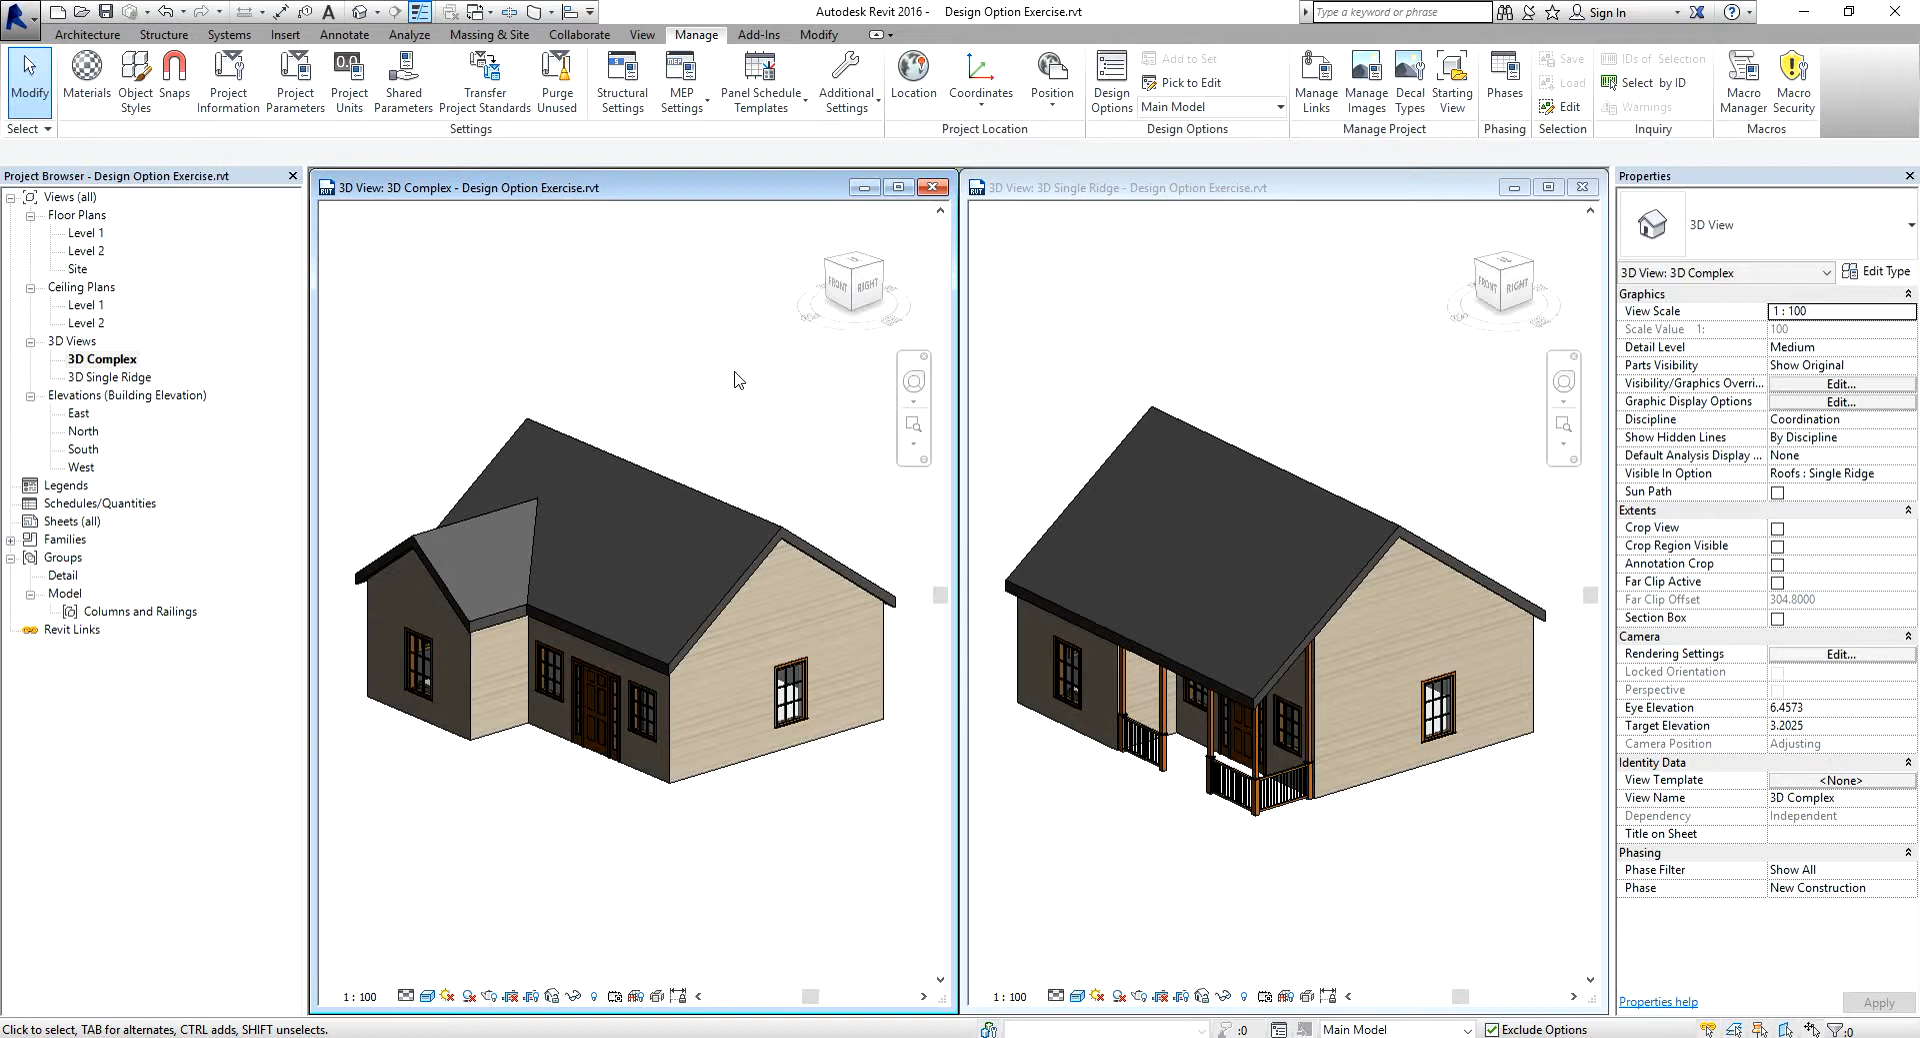 Autodesk Revit 2016 - Design Option Exercise.rvt
Type a keyword or phrase
Sign In
Architecture Structure Systems Insert Annotate Analyze Massing & Site Collaborate View Manage Add-Ins Modify
Modify
Select
Materials
Object Styles
Snaps
Project Information
Project Parameters
Project Units
Shared Parameters
Transfer Project Standards
Purge Unused
Structural Settings
MEP Settings
Panel Schedule Templates
Additional Settings
Settings
Location
Coordinates
Position
Project Location
Design Options
Add to Set
Pick to Edit
Main Model
Design Options
Manage Links
Manage Images
Decal Types
Starting View
Manage Project
Phases
Phasing
Save
Load
Edit
Selection
IDs of Selection
Select by ID
Warnings
Inquiry
Macro Manager
Macro Security
Macros
Project Browser - Design Option Exercise.rvt
Views (all)
Floor Plans
Level 1
Level 2
Site
Ceiling Plans
Level 1
Level 2
3D Views
3D Complex
3D Single Ridge
Elevations (Building Elevation)
East
North
South
West
Legends
Schedules/Quantities
Sheets (all)
Families
Groups
Detail
Model
Columns and Railings
Revit Links
3D View: 3D Complex - Design Option Exercise.rvt
FRONT RIGHT
1 : 100
3D View: 3D Single Ridge - Design Option Exercise.rvt
FRONT RIGHT
1 : 100
Properties
3D View
3D View: 3D Complex Edit Type
Graphics
View Scale 1 : 100
Scale Value 1: 100
Detail Level Medium
Parts Visibility Show Original
Visibility/Graphics Overri... Edit...
Graphic Display Options Edit...
Discipline Coordination
Show Hidden Lines By Discipline
Default Analysis Display ... None
Visible In Option Roofs : Single Ridge
Sun Path
Extents
Crop View
Crop Region Visible
Annotation Crop
Far Clip Active
Far Clip Offset 304.8000
Section Box
Camera
Rendering Settings Edit...
Locked Orientation
Perspective
Eye Elevation 6.4573
Target Elevation 3.2025
Camera Position Adjusting
Identity Data
View Template <None>
View Name 3D Complex
Dependency Independent
Title on Sheet
Phasing
Phase Filter Show All
Phase New Construction
Properties help Apply
Click to select, TAB for alternates, CTRL adds, SHIFT unselects.
:0
Main Model
Exclude Options
:0